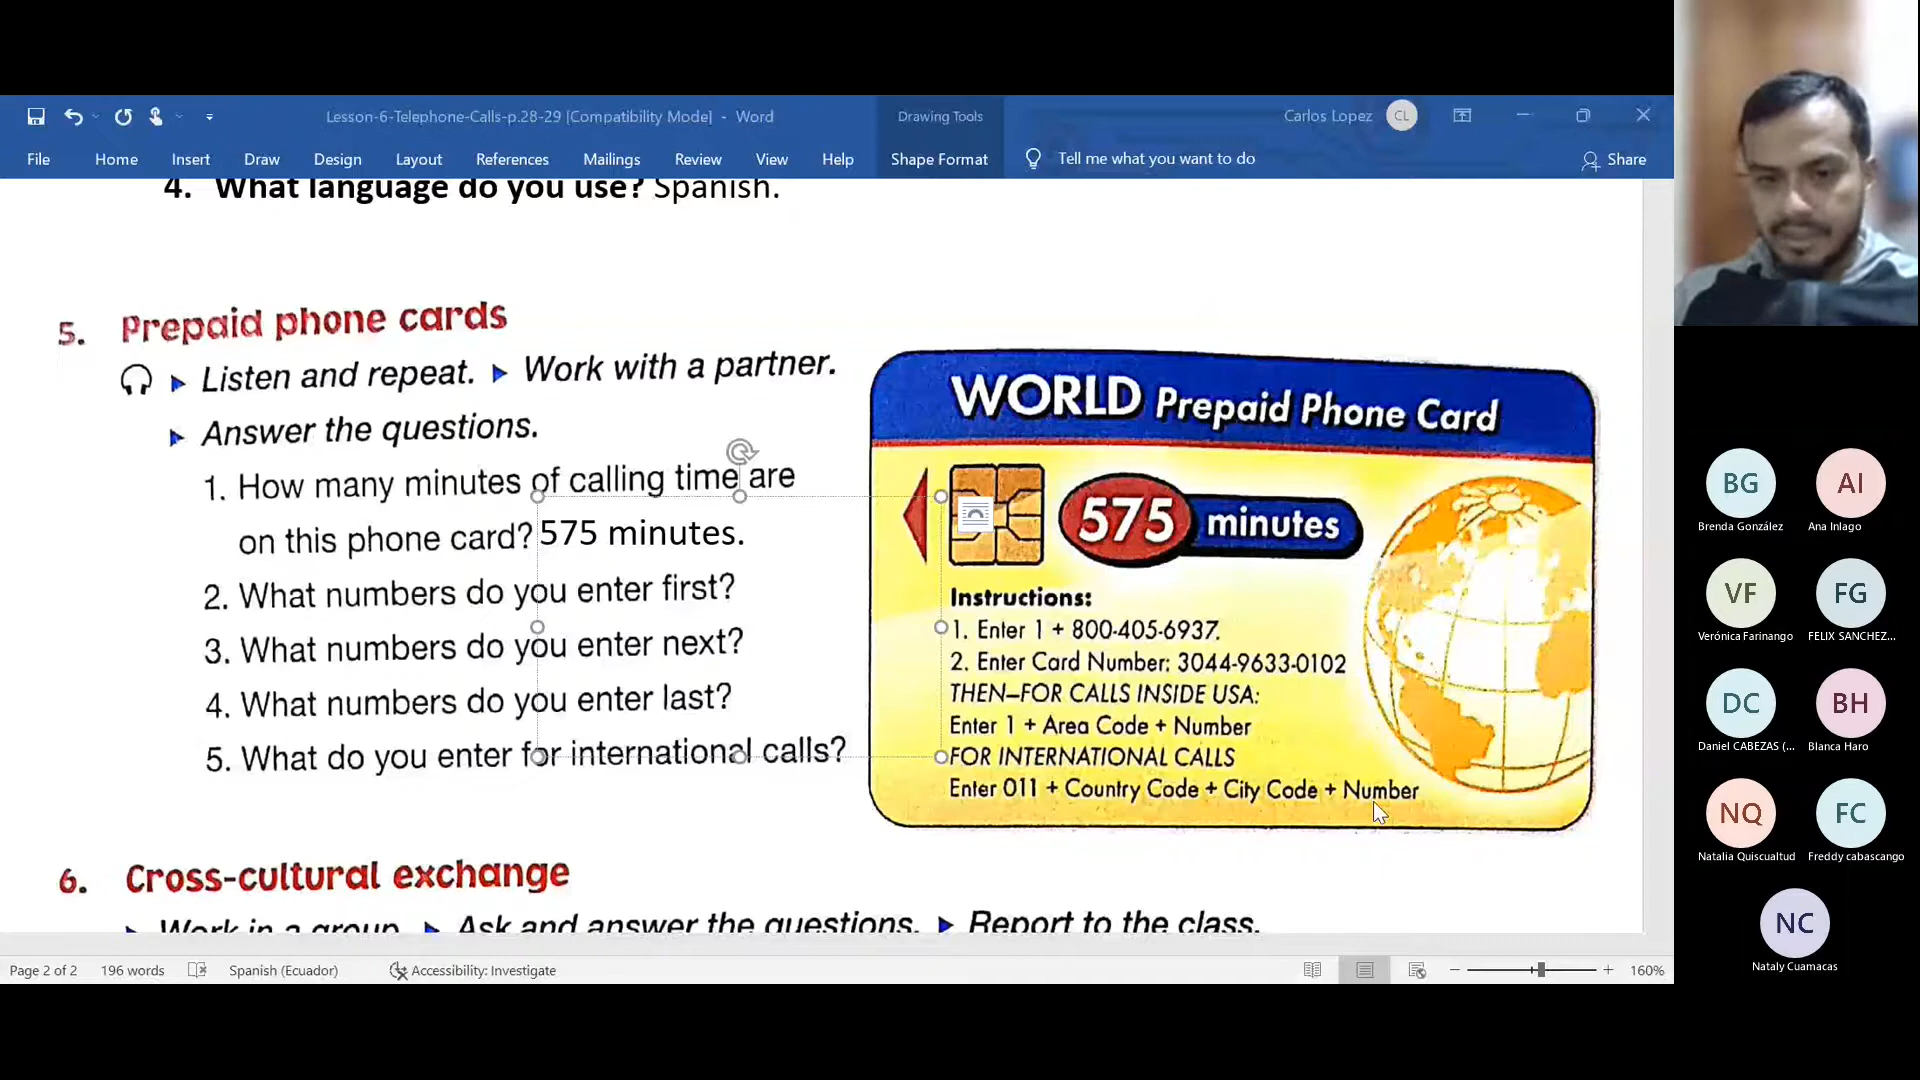 Lesson-6-Telephone-Calls-p.28-29 [Compatibility Mode] - Word
Drawing Tools
Carlos Lopez CL
File Home Insert Draw Design Layout References Mailings Review View Help Shape Format Tell me what you want to do Share
4. What language do you use? Spanish.
5. Prepaid phone cards
Listen and repeat. Work with a partner.
Answer the questions.
1. How many minutes of calling time are
on this phone card? 575 minutes.
2. What numbers do you enter first?
3. What numbers do you enter next?
4. What numbers do you enter last?
5. What do you enter for international calls?
WORLD Prepaid Phone Card
575 minutes
Instructions:
1. Enter 1 + 800-405-6937.
2. Enter Card Number: 3044-9633-0102
THEN–FOR CALLS INSIDE USA:
Enter 1 + Area Code + Number
FOR INTERNATIONAL CALLS
Enter 011 + Country Code + City Code + Number
6. Cross-cultural exchange
Work in a group. Ask and answer the questions. Report to the class.
Page 2 of 2 196 words Spanish (Ecuador) Accessibility: Investigate 160%
BG AI
Brenda González Ana Inlago
VF FG
Verónica Farinango FELIX SANCHEZ...
DC BH
Daniel CABEZAS (... Blanca Haro
NQ FC
Natalia Quiscualtud Freddy cabascango
NC
Nataly Cuamacas